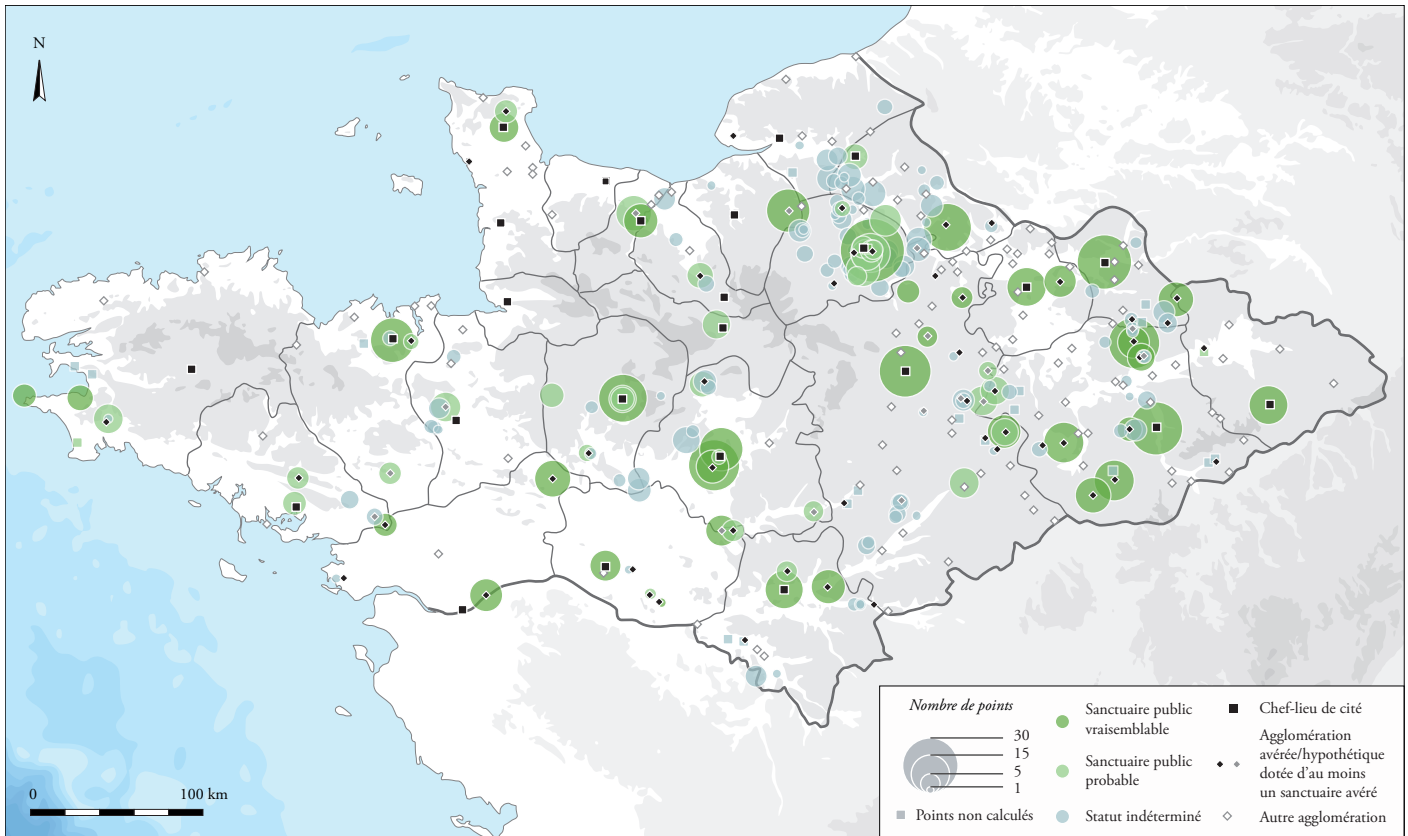 N
0 100 km
Nombre de points
30
15
5
1
Points non calculés
Sanctuaire public
vraisemblable
Sanctuaire public
probable
Statut indéterminé
Chef-lieu de cité
Agglomération
avérée/hypothétique
dotée d'au moins
un sanctuaire avéré
Autre agglomération